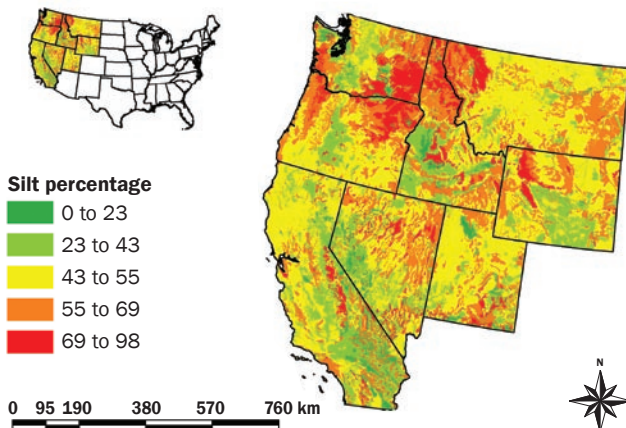 Silt percentage
0 to 23
23 to 43
43 to 55
55 to 69
69 to 98
0 95 190 380 570 760 km
N